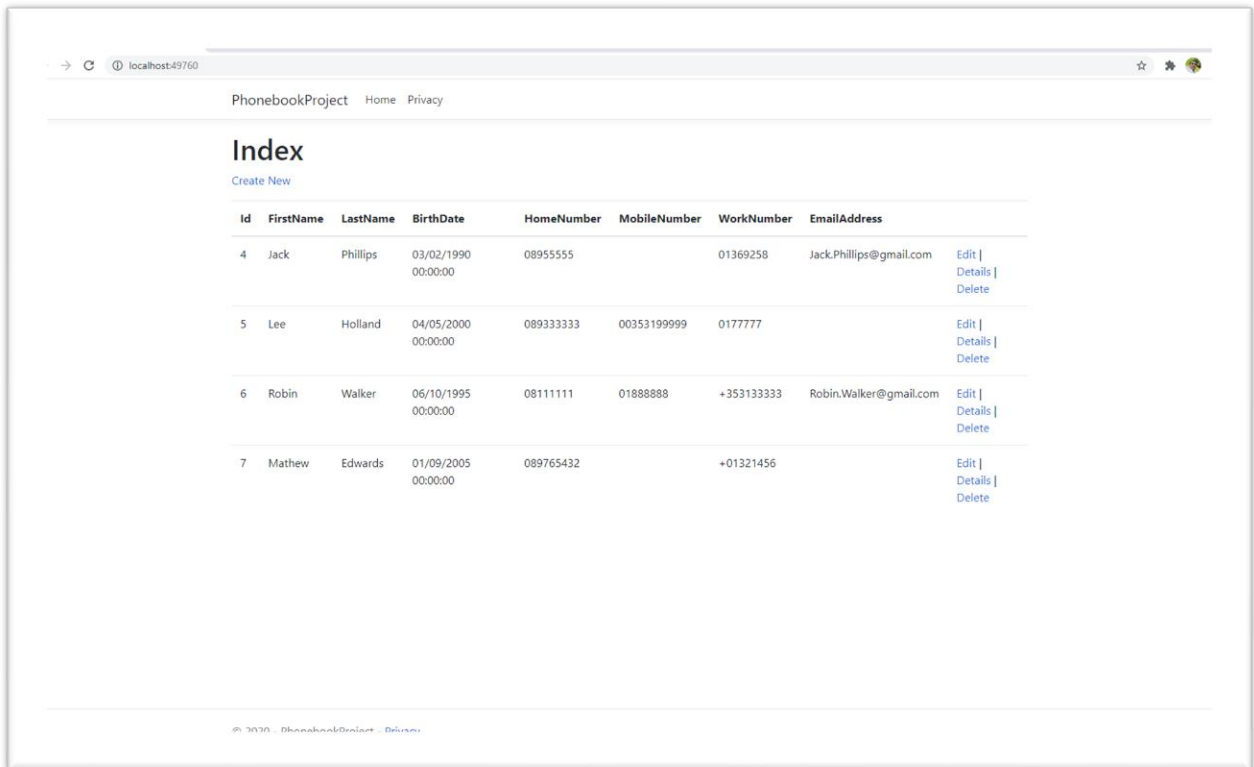 localhost:49760
PhonebookProject Home Privacy
Index
Create New
Id FirstName LastName BirthDate HomeNumber MobileNumber WorkNumber EmailAddress
4 Jack Phillips 03/02/1990 08955555 01369258 Jack.Phillips@gmail.com Edit |
00:00:00 Details |
Delete
5 Lee Holland 04/05/2000 089333333 00353199999 0177777 Edit |
00:00:00 Details |
Delete
6 Robin Walker 06/10/1995 08111111 01888888 +353133333 Robin.Walker@gmail.com Edit |
00:00:00 Details |
Delete
7 Mathew Edwards 01/09/2005 089765432 +01321456 Edit |
00:00:00 Details |
Delete
© 2020 - PhonebookProject - Privacy